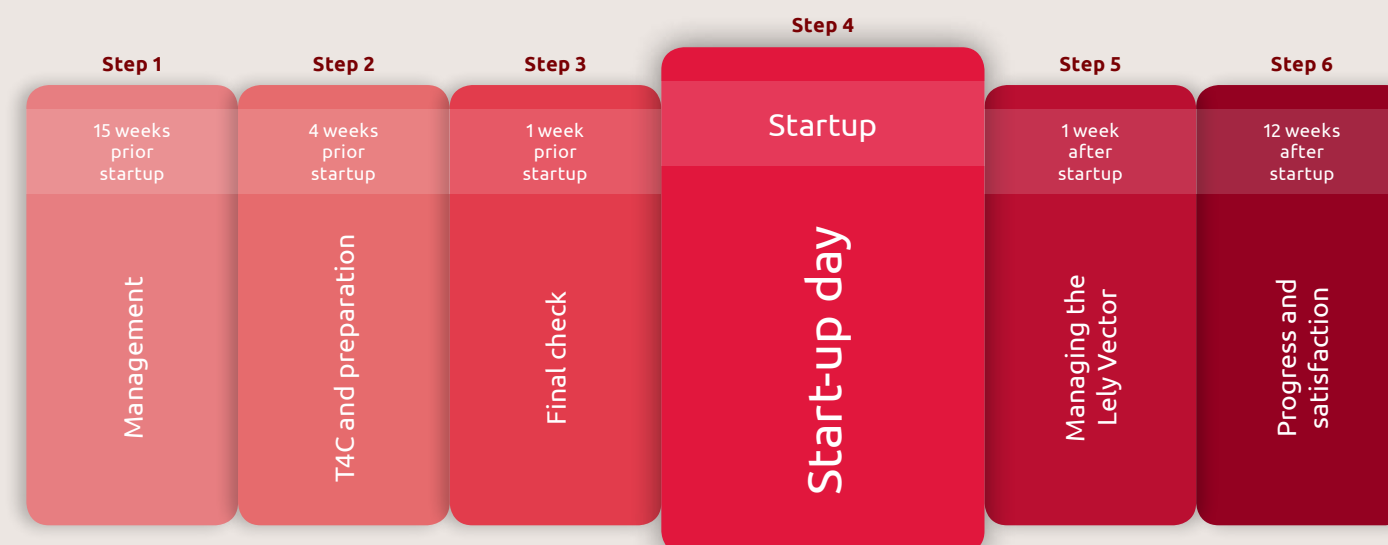 Step 1
15 weeks
prior
startup
Management
Step 2
4 weeks
prior
startup
T4C and preparation
Step 3
1 week
prior
startup
Final check
Step 4
Startup
Start-up day
Step 5
1 week
after
startup
Managing the
Lely Vector
Step 6
12 weeks
after
startup
Progress and
satisfaction